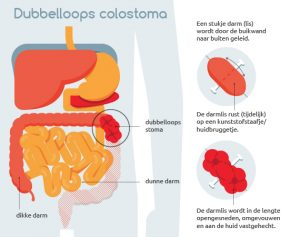 Dubbelloops colostoma
Een stukje darm (lis)
wordt door de buikwand
naar buiten geleid.
dubbelloops
stoma
De darmlis rust (tijdelijk)
op een kunststofstaafje/
huidbruggetje.
dunne darm
dikke darm
De darmlis wordt in de lengte
opengesneden, omgevouwen
en aan de huid vastgehecht.